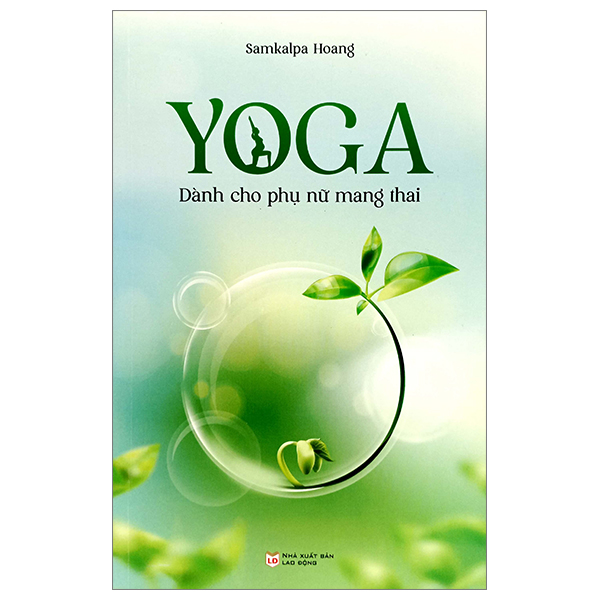 Samkalpa Hoang
YOGA
Dành cho phụ nữ mang thai
LĐ
NHÀ XUẤT BẢN
LAO ĐỘNG